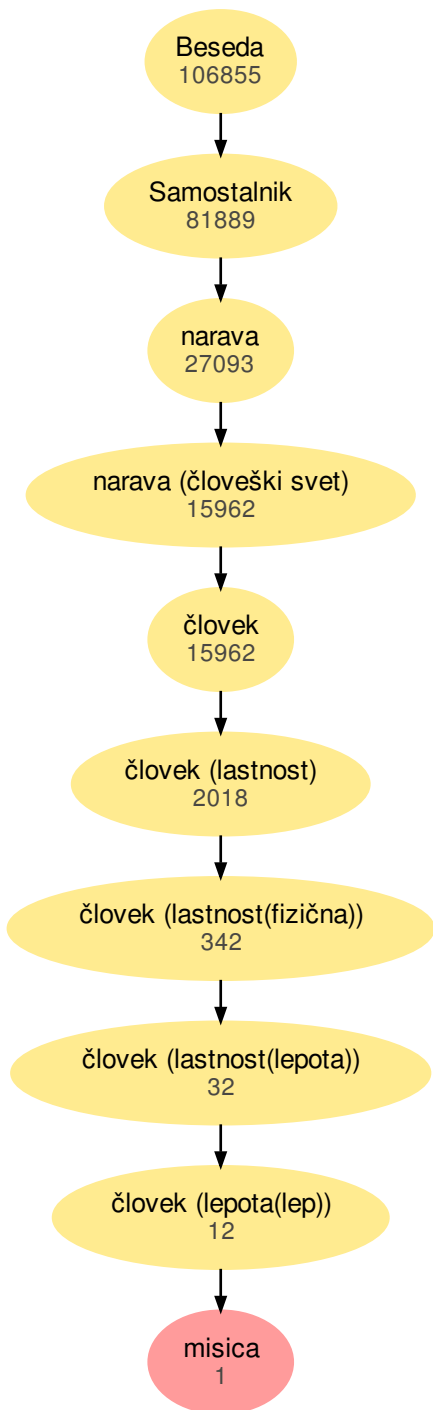 Beseda
106855
Samostalnik
81889
narava
27093
narava (človeški svet)
15962
človek
15962
človek (lastnost)
2018
človek (lastnost(fizična))
342
človek (lastnost(lepota))
32
človek (lepota(lep))
12
misica
1